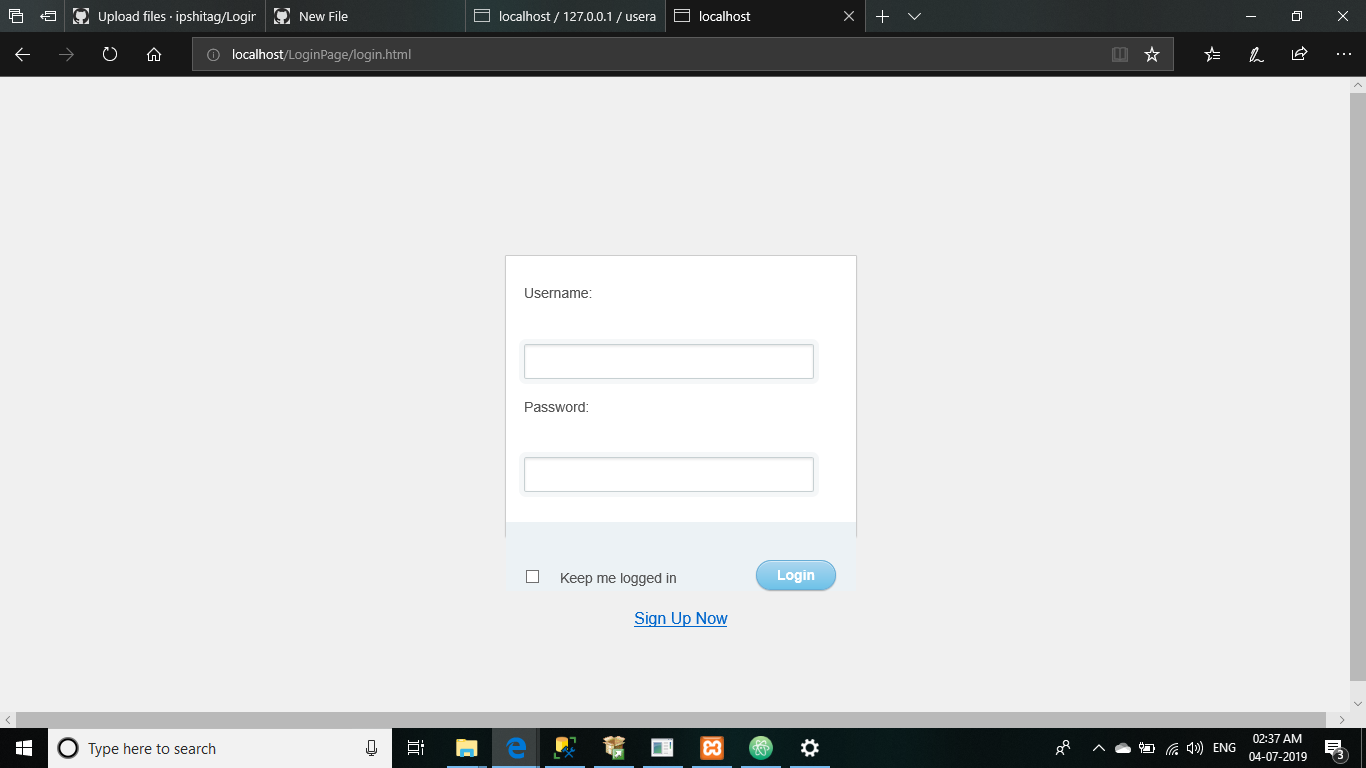 Upload files · ipshitag/Logir
New File
localhost / 127.0.0.1 / usera
localhost
localhost/LoginPage/login.html
Username:
Password:
Keep me logged in
Login
Sign Up Now
Type here to search
ENG
02:37 AM
04-07-2019
3